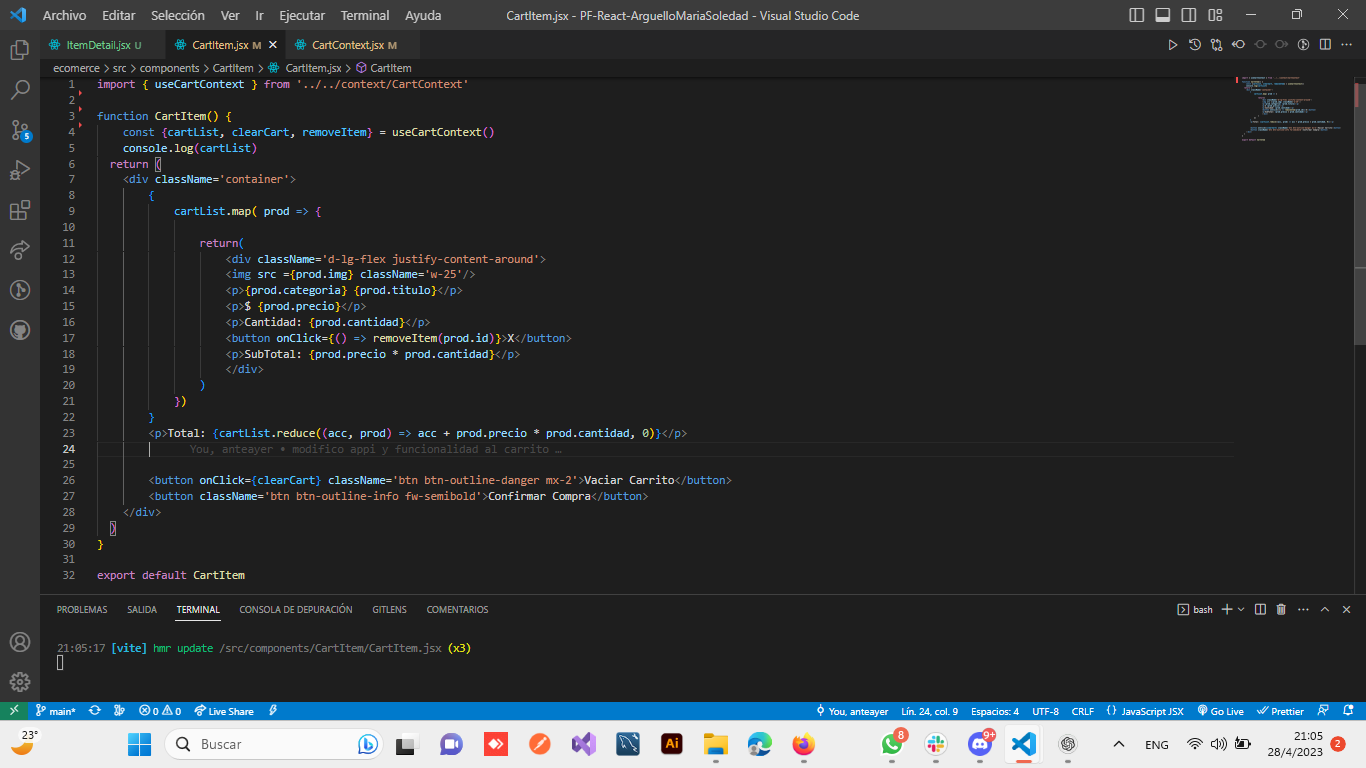 Archivo Editar Selección Ver Ir Ejecutar Terminal Ayuda CartItem.jsx - PF-React-ArguelloMariaSoledad - Visual Studio Code
ItemDetail.jsx U CartItem.jsx M CartContext.jsx M
ecomerce > src > components > CartItem > CartItem.jsx > CartItem
1 import { useCartContext } from '../../context/CartContext'
2
3 function CartItem() {
4 const {cartList, clearCart, removeItem} = useCartContext()
5 console.log(cartList)
6 return (
7 <div className='container'>
8 {
9 cartList.map( prod => {
10
11 return(
12 <div className='d-lg-flex justify-content-around'>
13 <img src ={prod.img} className='w-25'/>
14 <p>{prod.categoria} {prod.titulo}</p>
15 <p>$ {prod.precio}</p>
16 <p>Cantidad: {prod.cantidad}</p>
17 <button onClick={() => removeItem(prod.id)}>X</button>
18 <p>SubTotal: {prod.precio * prod.cantidad}</p>
19 </div>
20 )
21 })
22 }
23 <p>Total: {cartList.reduce((acc, prod) => acc + prod.precio * prod.cantidad, 0)}</p>
24 You, anteayer • modifico appi y funcionalidad al carrito …
25
26 <button onClick={clearCart} className='btn btn-outline-danger mx-2'>Vaciar Carrito</button>
27 <button className='btn btn-outline-info fw-semibold'>Confirmar Compra</button>
28 </div>
29 )
30 }
31
32 export default CartItem
5
PROBLEMAS SALIDA TERMINAL CONSOLA DE DEPURACIÓN GITLENS COMENTARIOS bash
21:05:17 [vite] hmr update /src/components/CartItem/CartItem.jsx (x3)
main* 0 0 Live Share You, anteayer Lín. 24, col. 9 Espacios: 4 UTF-8 CRLF {} JavaScript JSX Go Live Prettier
23° Buscar Ai 8 9+ ENG 21:05
28/4/2023 2